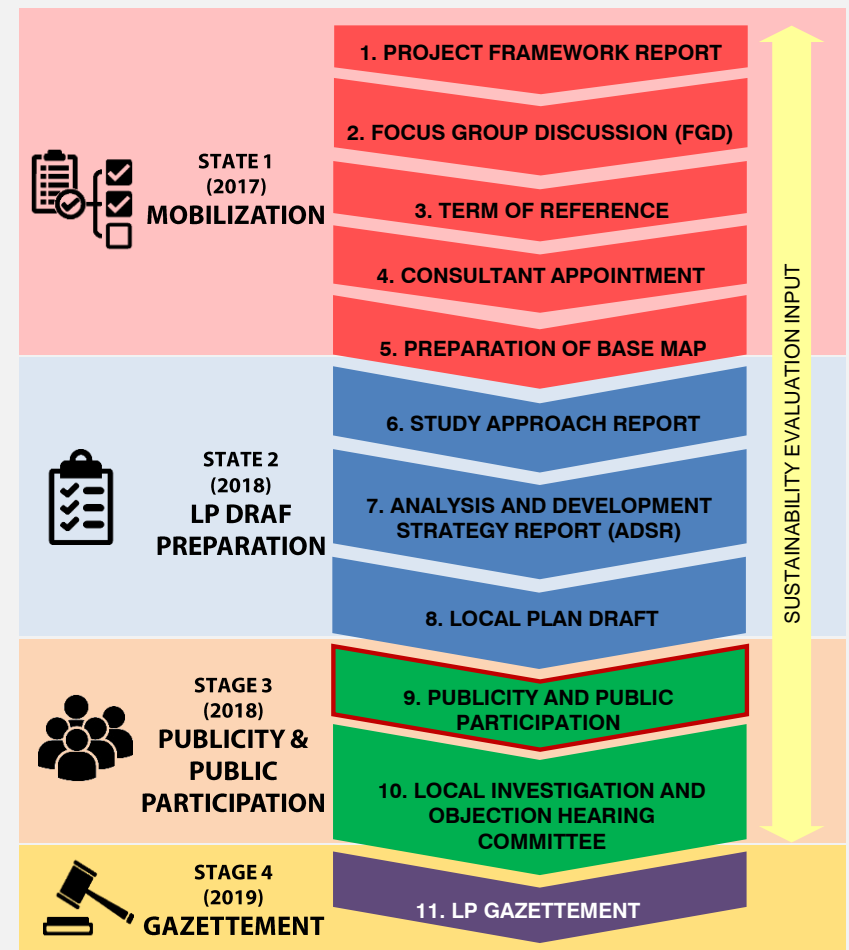 STATE 1
(2017)
MOBILIZATION
1. PROJECT FRAMEWORK REPORT
2. FOCUS GROUP DISCUSSION (FGD)
3. TERM OF REFERENCE
4. CONSULTANT APPOINTMENT
5. PREPARATION OF BASE MAP
STATE 2
(2018)
LP DRAF
PREPARATION
6. STUDY APPROACH REPORT
7. ANALYSIS AND DEVELOPMENT
STRATEGY REPORT (ADSR)
8. LOCAL PLAN DRAFT
STAGE 3
(2018)
PUBLICITY &
PUBLIC
PARTICIPATION
9. PUBLICITY AND PUBLIC
PARTICIPATION
10. LOCAL INVESTIGATION AND
OBJECTION HEARING
COMMITTEE
STAGE 4
(2019)
GAZETTEMENT
11. LP GAZETTEMENT
SUSTAINABILITY EVALUATION INPUT